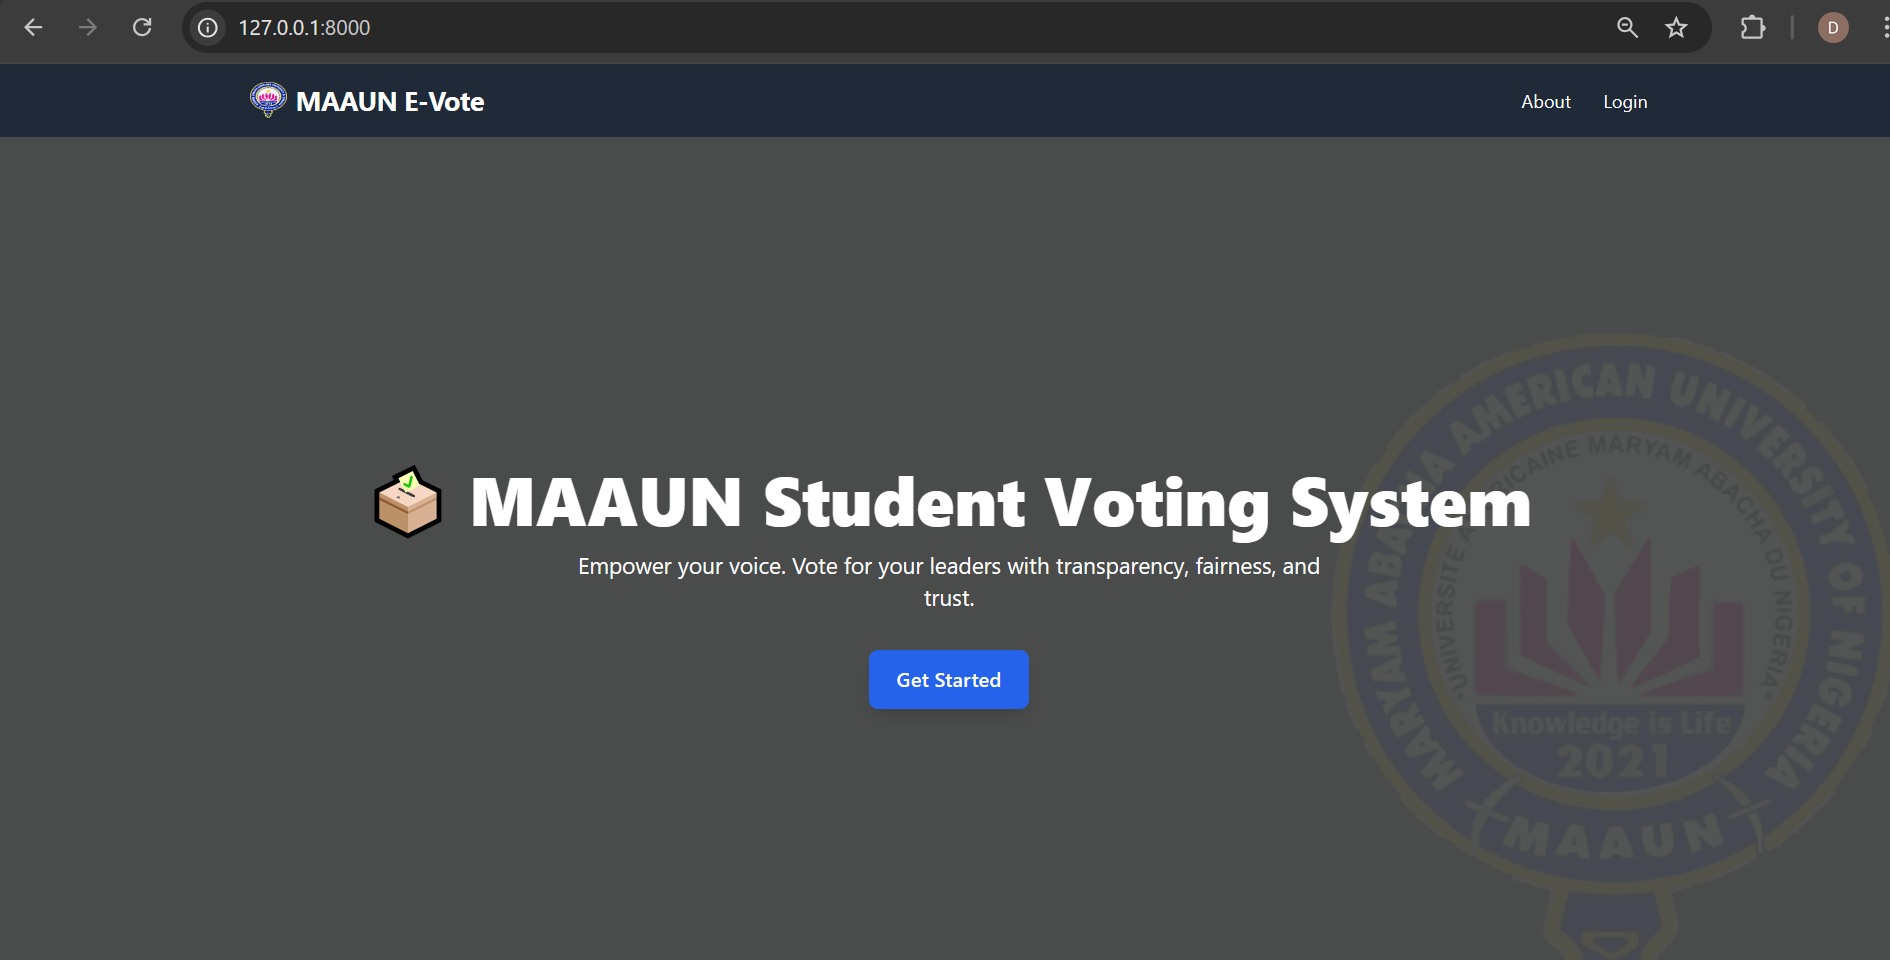 127.0.0.1:8000
D
MAAUN E-Vote
About
Login
MAAUN Student Voting System
Empower your voice. Vote for your leaders with transparency, fairness, and
trust.
Get Started
MARYAM ABACHA AMERICAN UNIVERSITY OF NIGERIA
UNIVERSITE AFRICAINE MARYAM ABACHA DU NIGERIA
Knowledge is Life
2021
MAAUN